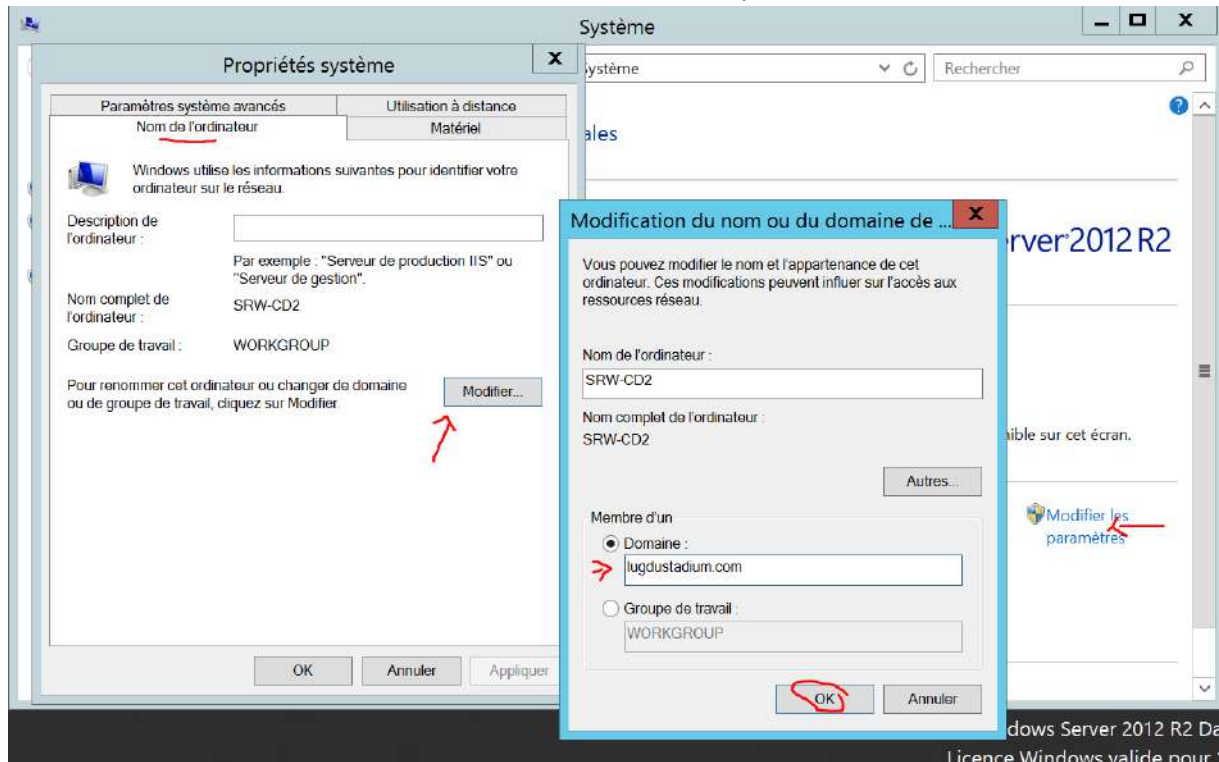 Système
Propriétés système
Système
Rechercher
Paramètres système avancés
Utilisation à distance
Nom de l'ordinateur
Matériel
ales
Windows utilise les informations suivantes pour identifier votre
ordinateur sur le réseau.
Description de
l'ordinateur :
Par exemple : "Serveur de production IIS" ou
"Serveur de gestion".
Nom complet de
l'ordinateur :
SRW-CD2
Groupe de travail :
WORKGROUP
Pour renommer cet ordinateur ou changer de domaine
ou de groupe de travail, cliquez sur Modifier.
Modifier...
OK
Annuler
Appliquer
Modification du nom ou du domaine de ...
Vous pouvez modifier le nom et l'appartenance de cet
ordinateur. Ces modifications peuvent influer sur l'accès aux
ressources réseau.
Nom de l'ordinateur :
SRW-CD2
Nom complet de l'ordinateur :
SRW-CD2
Autres...
Membre d'un
Domaine :
lugdustadium.com
Groupe de travail :
WORKGROUP
OK
Annuler
rver 2012 R2
ible sur cet écran.
Modifier les
paramètres
dows Server 2012 R2 Da
Licence Windows valide pour